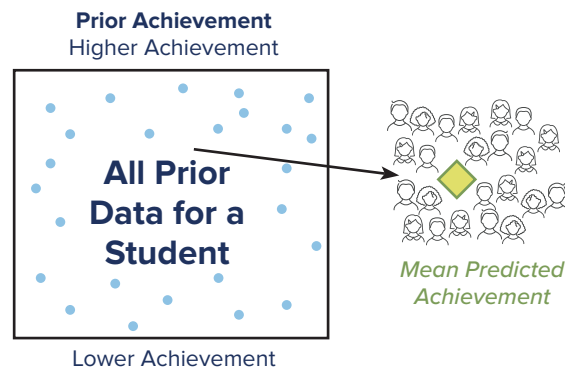 Prior Achievement
Higher Achievement
All Prior
Data for a
Student
Mean Predicted
Achievement
Lower Achievement